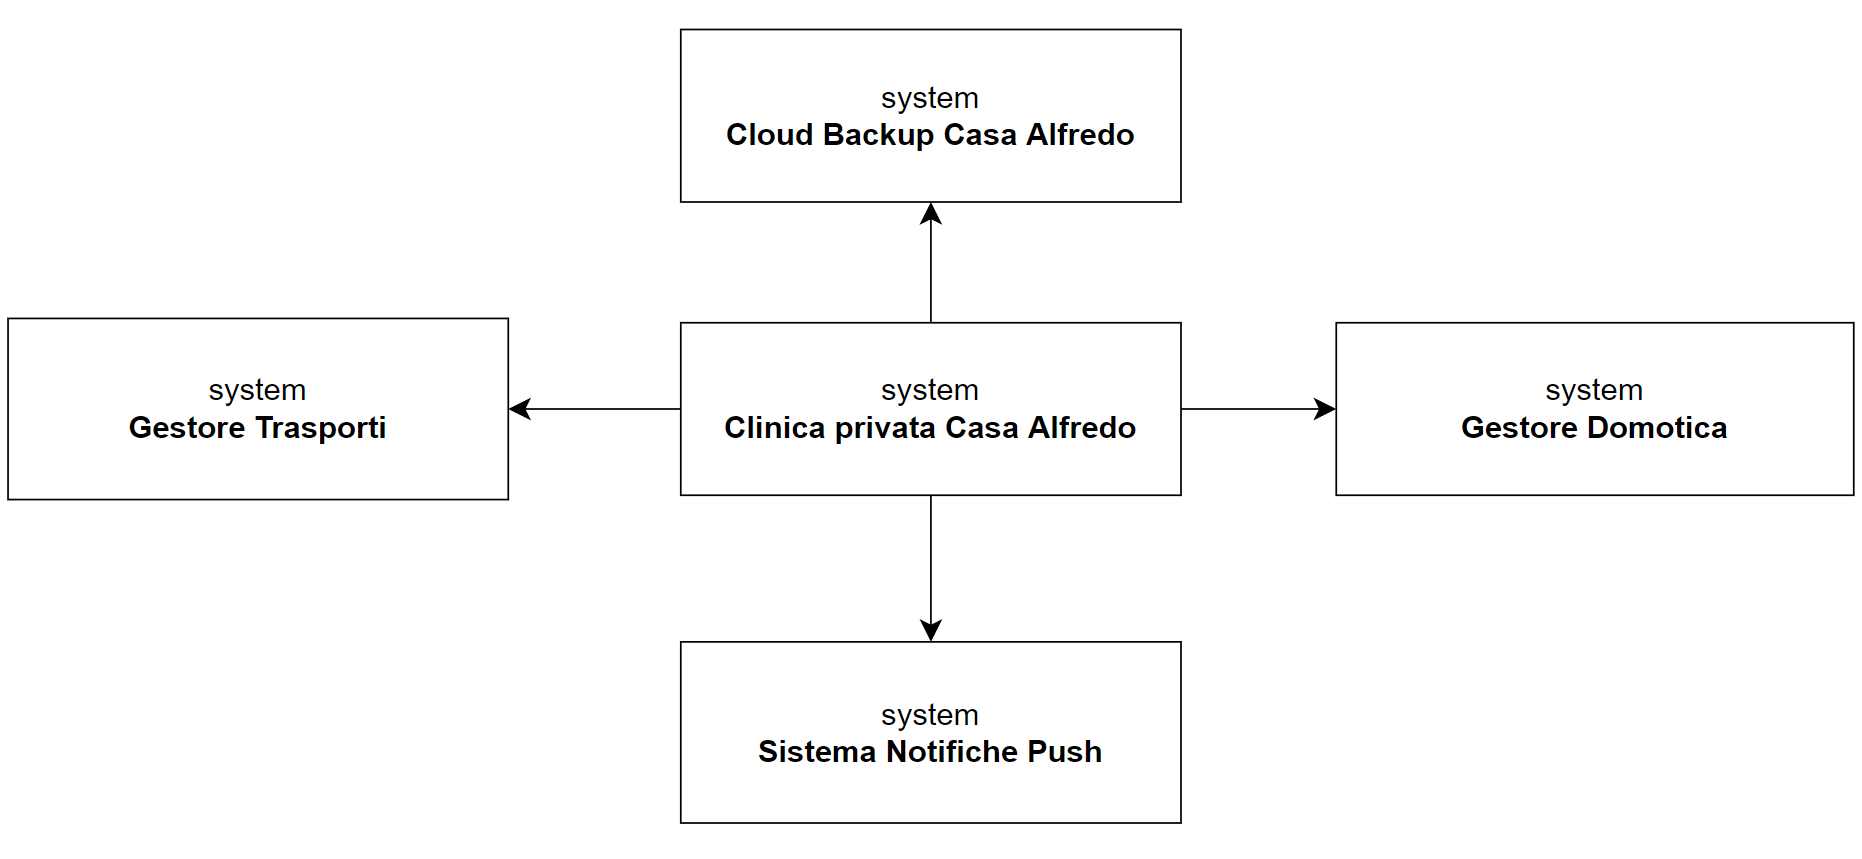 system
Cloud Backup Casa Alfredo
system
Gestore Trasporti
system
Clinica privata Casa Alfredo
system
Gestore Domotica
system
Sistema Notifiche Push